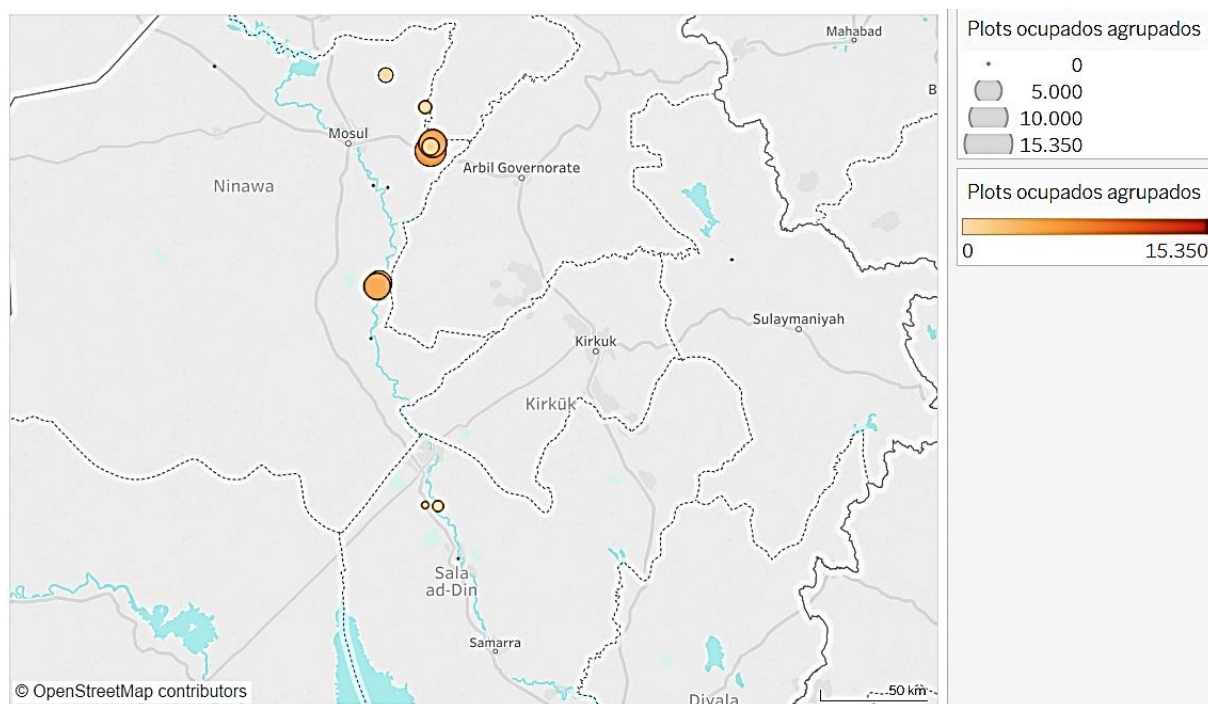 Mahabad
B
Mosul
Arbil Governorate
Ninawa
Sulaymaniyah
Kirkuk
Kirkūk
Sala
ad-Din
Samarra
Diyala
50 km
© OpenStreetMap contributors
Plots ocupados agrupados
0
5.000
10.000
15.350
Plots ocupados agrupados
0
15.350